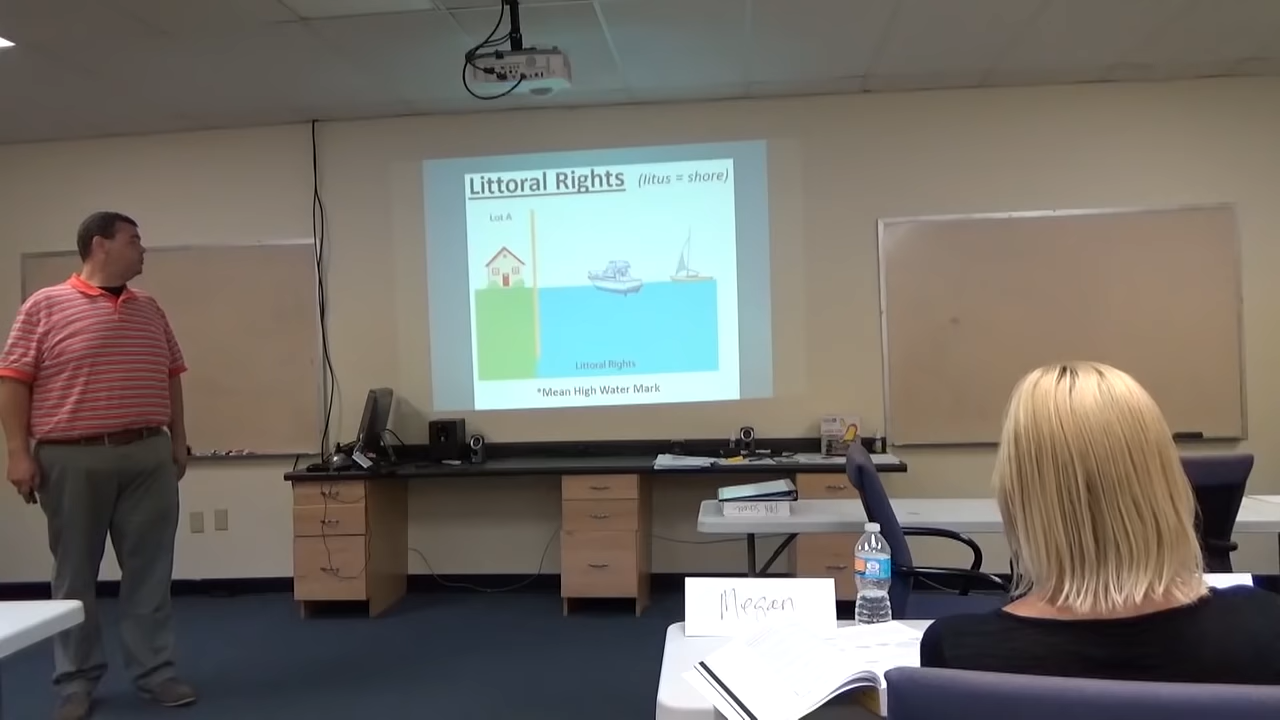 Littoral Rights (litus = shore)
Lot A
Littoral Rights
*Mean High Water Mark
Megan